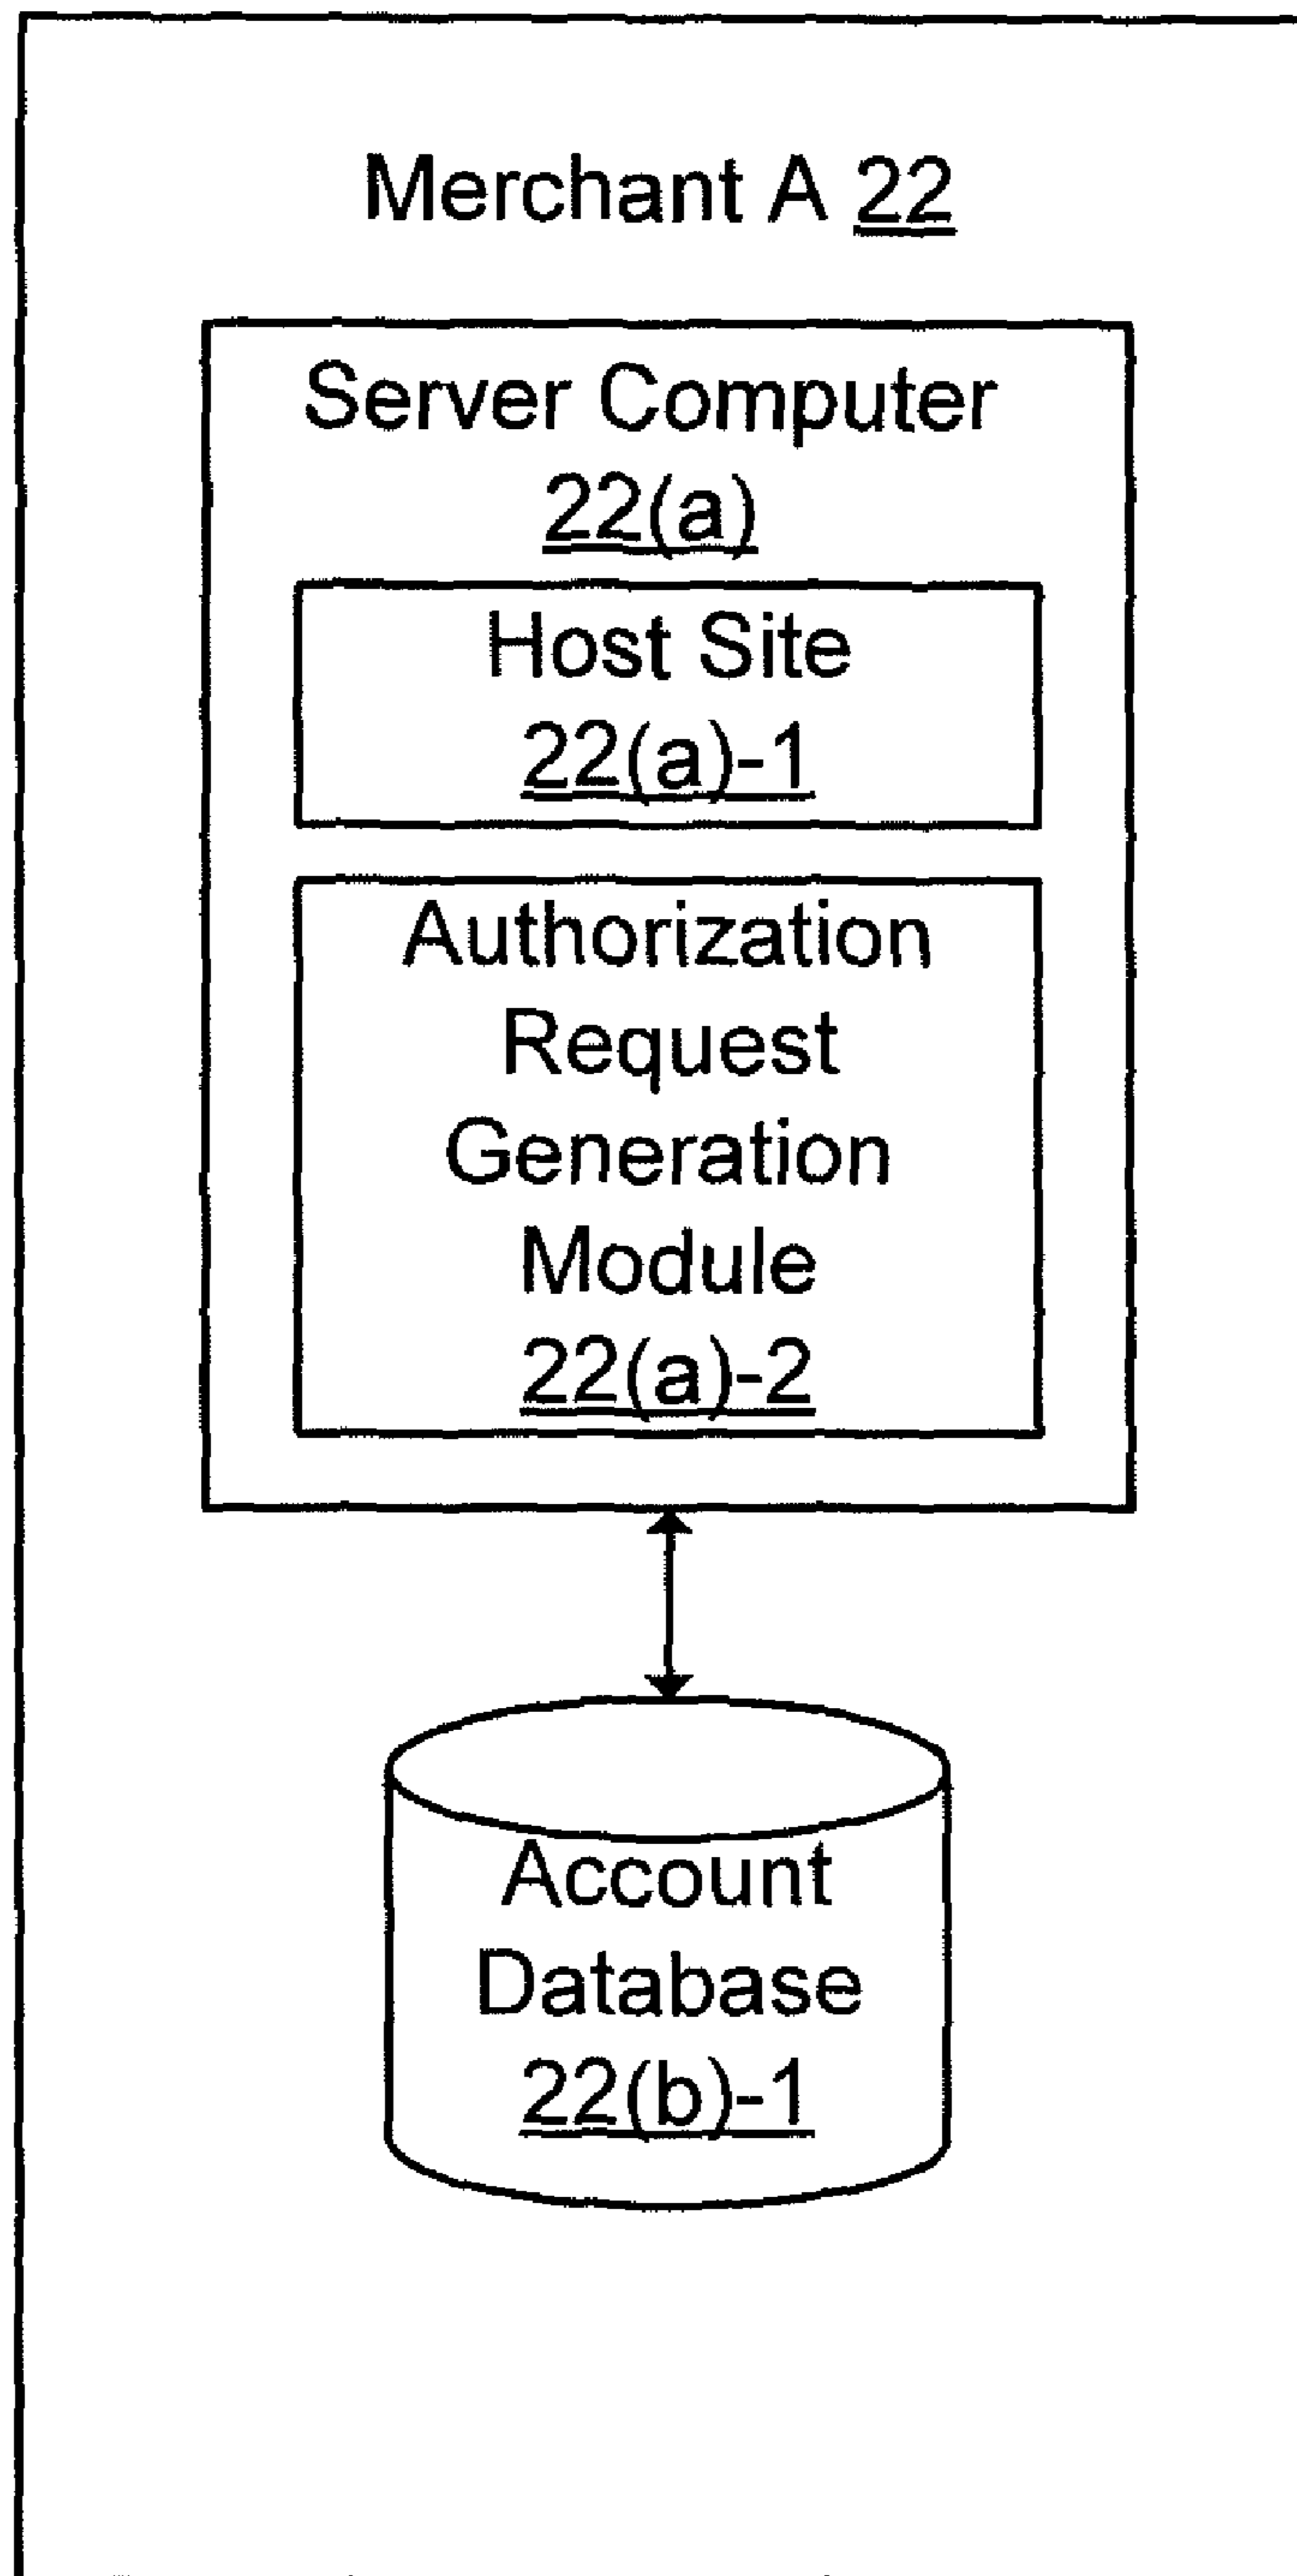 Merchant A 22
Server Computer
22(a)
Host Site
22(a)-1
Authorization
Request
Generation
Module
22(a)-2
Account
Database
22(b)-1